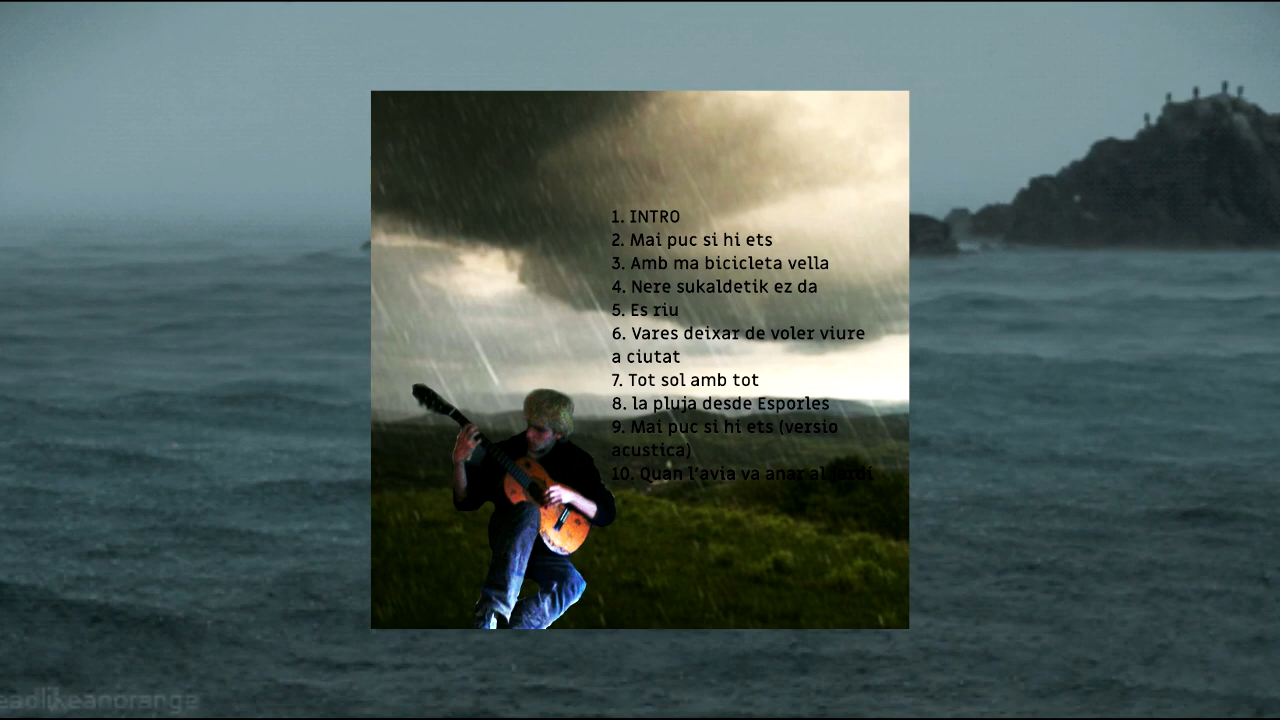 1. INTRO
2. Mai puc si hi ets
3. Amb ma bicicleta vella
4. Nere sukaldetik ez da
5. Es riu
6. Vares deixar de voler viure
a ciutat
7. Tot sol amb tot
8. la pluja desde Esporles
9. Mai puc si hi ets (versio
acustica)
10. Quan l'avia va anar al jardi
eadlikeanorange